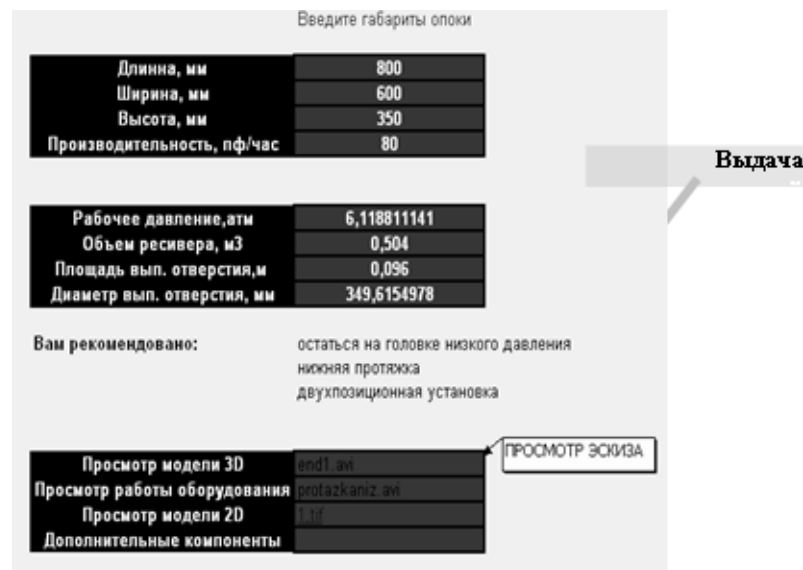 Введите габариты опоки
Длинна, мм 800
Ширина, мм 600
Высота, мм 350
Производительность, пф/час 80
Выдача
Рабочее давление,атм 6,118811141
Объем ресивера, м3 0,504
Площадь вып. отверстия,м 0,096
Диаметр вып. отверстия, мм 349,6154978
Вам рекомендовано: остаться на головке низкого давления
нижняя протяжка
двухпозиционная установка
ПРОСМОТР ЭСКИЗА
Просмотр модели 3D end1.avi
Просмотр работы оборудования protazkaniz.avi
Просмотр модели 2D 1.tif
Дополнительные компоненты